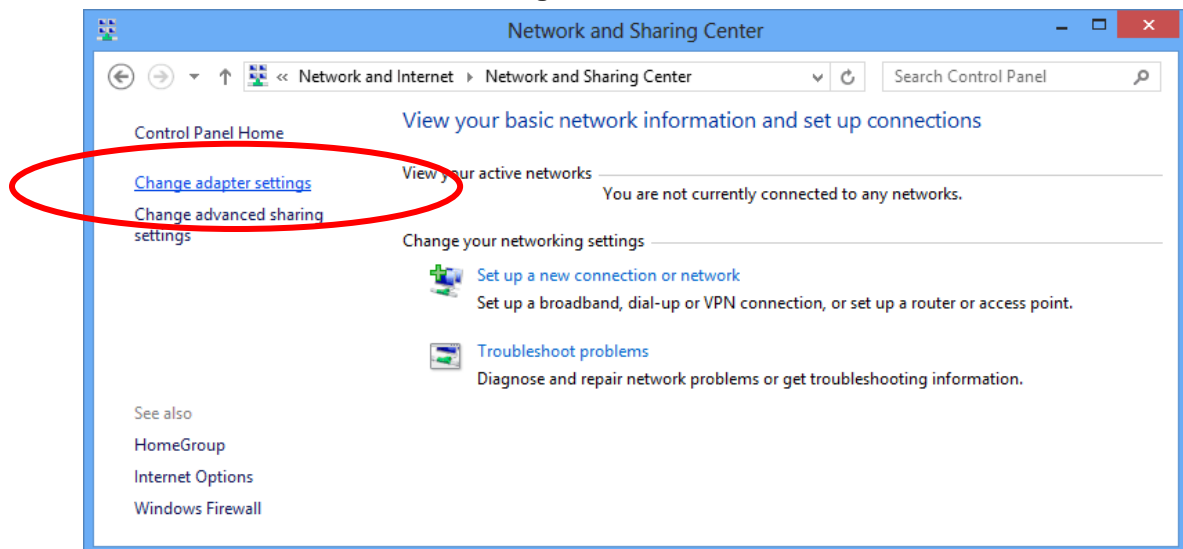 Network and Sharing Center
« Network and Internet Network and Sharing Center
Search Control Panel
Control Panel Home
Change adapter settings
Change advanced sharing
settings
See also
HomeGroup
Internet Options
Windows Firewall
View your basic network information and set up connections
View your active networks
You are not currently connected to any networks.
Change your networking settings
Set up a new connection or network
Set up a broadband, dial-up or VPN connection, or set up a router or access point.
Troubleshoot problems
Diagnose and repair network problems or get troubleshooting information.